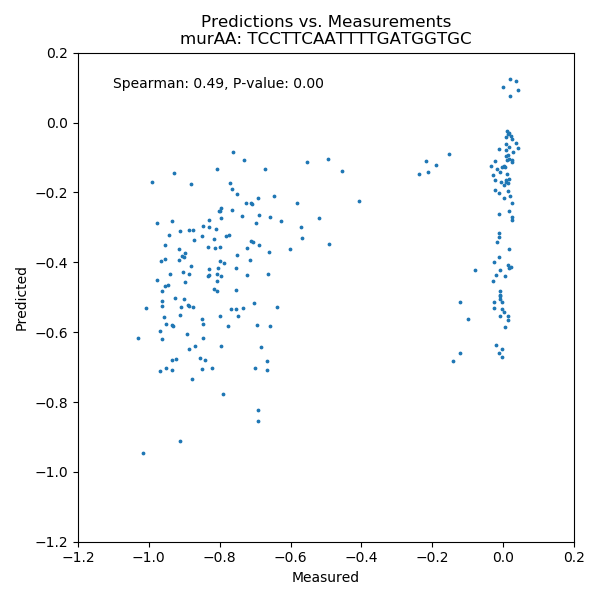 Predictions vs. Measurements
murAA: TCCTTCAATTTTGATGGTGC
Spearman: 0.49, P-value: 0.00
0.2
0.0
−0.2
−0.4
−0.6
−0.8
−1.0
−1.2
Predicted
−1.2 −1.0 −0.8 −0.6 −0.4 −0.2 0.0 0.2
Measured